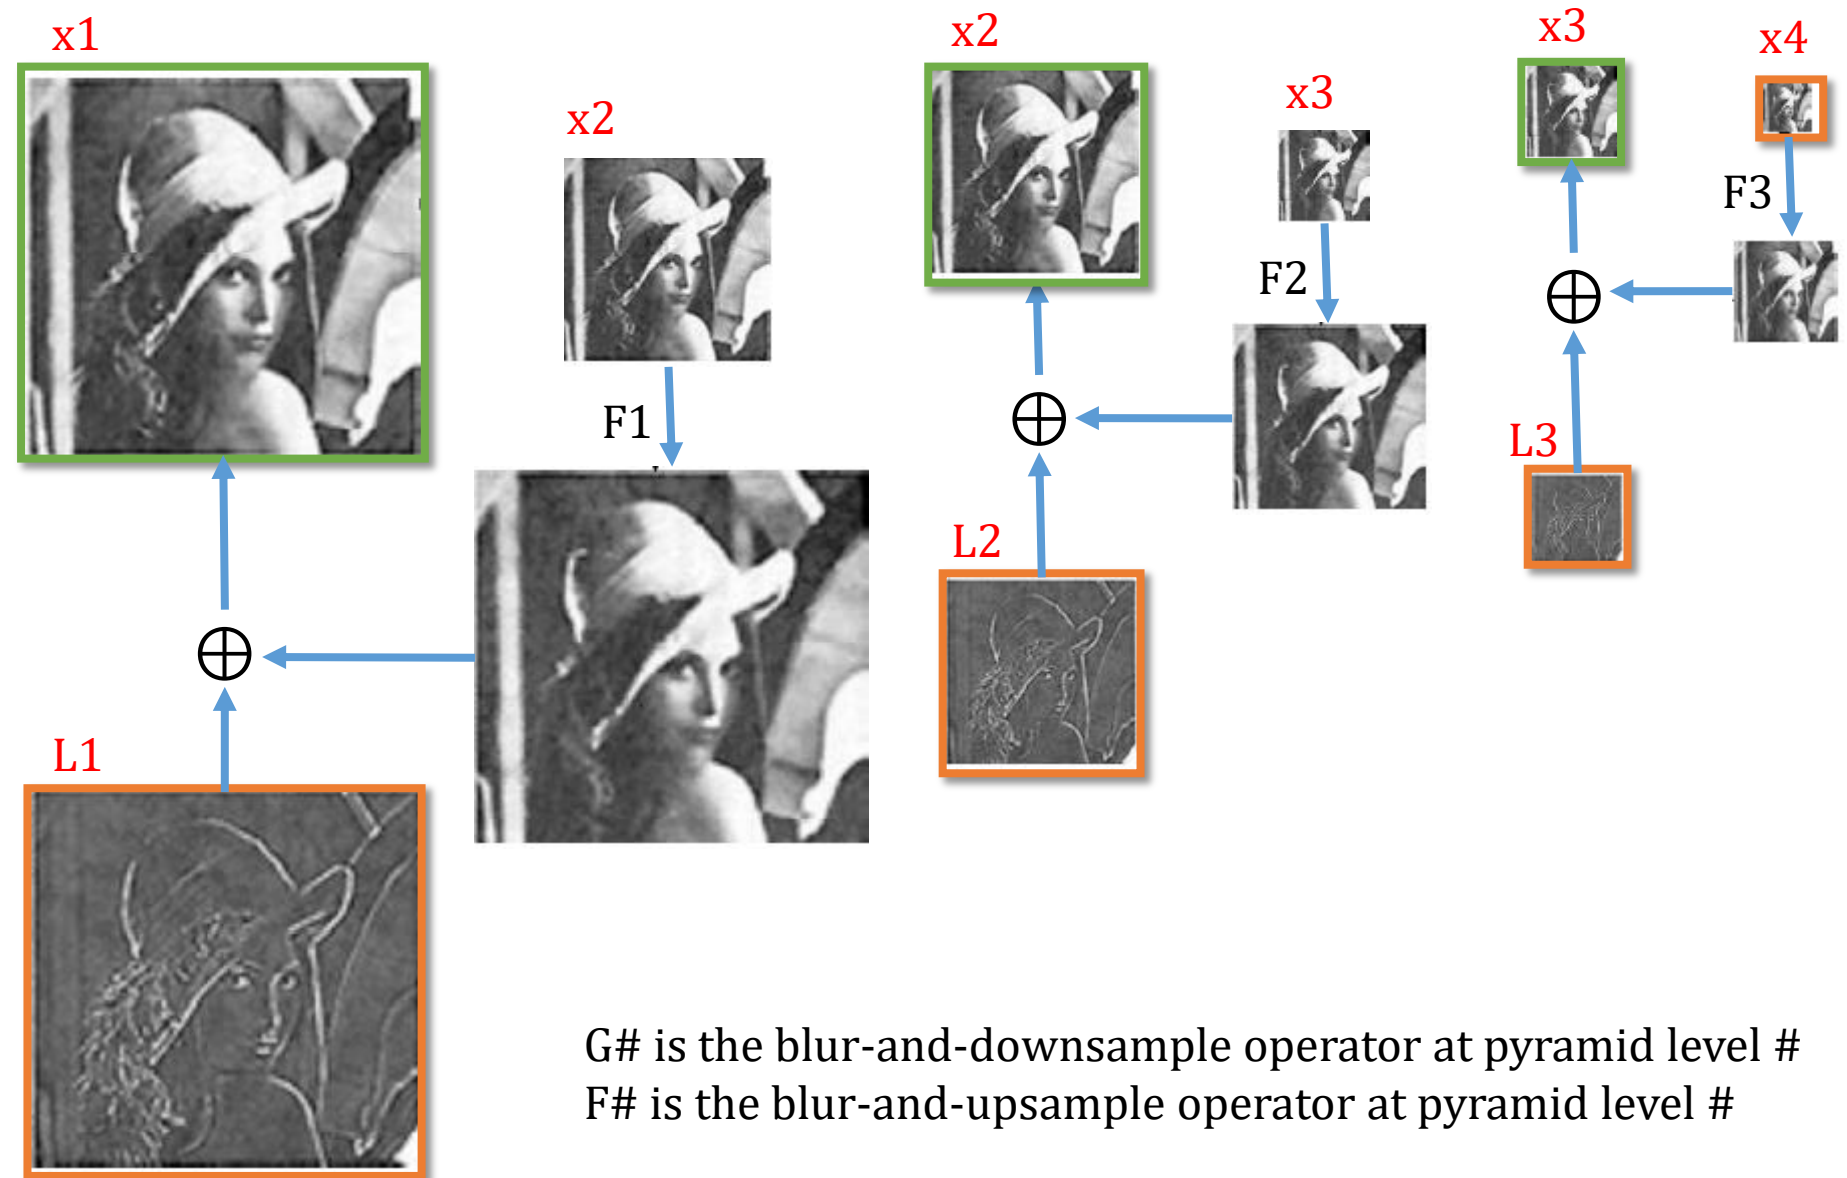 x1
x2
x2
x3
x3
x4
F1
F2
F3
L1
L2
L3
G# is the blur-and-downsample operator at pyramid level #
F# is the blur-and-upsample operator at pyramid level #